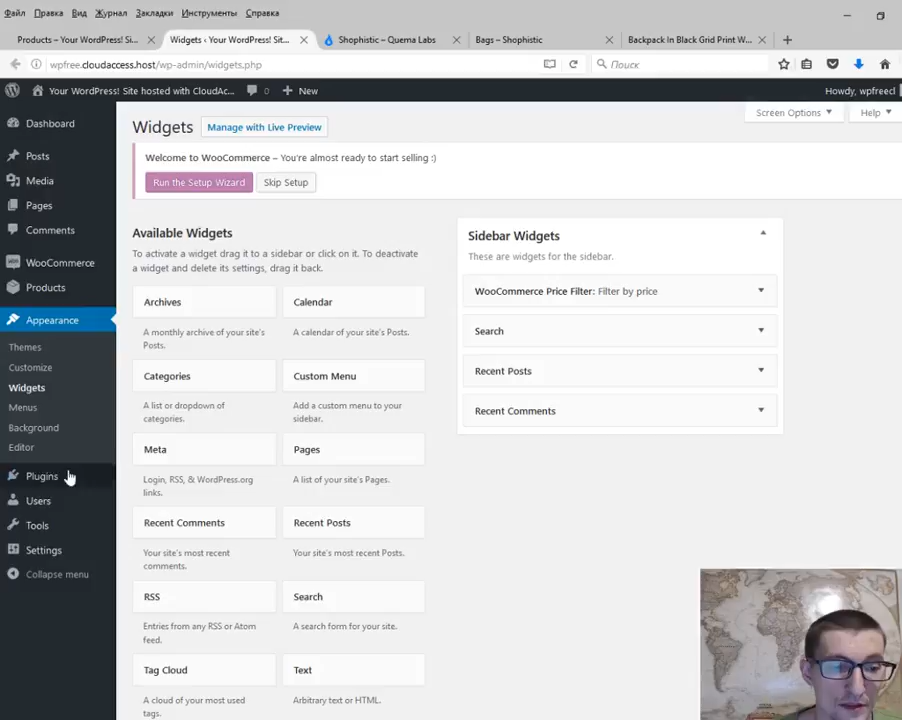 Файл Правка Вид Журнал Закладки Инструменты Справка
Products – Your WordPress! Si...
Widgets ‹ Your WordPress! Site...
Shophistic – Quema Labs
Bags – Shophistic
Backpack In Black Grid Print W...
wpfree.cloudaccess.host/wp-admin/widgets.php
Поиск
Your WordPress! Site hosted with CloudAc...
0
New
Howdy, wpfreecl
Dashboard
Posts
Media
Pages
Comments
WooCommerce
Products
Appearance
Themes
Customize
Widgets
Menus
Background
Editor
Plugins
Users
Tools
Settings
Collapse menu
Screen Options
Help
Widgets
Manage with Live Preview
Welcome to WooCommerce – You're almost ready to start selling :)
Run the Setup Wizard
Skip Setup
Available Widgets
To activate a widget drag it to a sidebar or click on it. To deactivate
a widget and delete its settings, drag it back.
Archives
A monthly archive of your site's
Posts.
Calendar
A calendar of your site's Posts.
Categories
A list or dropdown of
categories.
Custom Menu
Add a custom menu to your
sidebar.
Meta
Login, RSS, & WordPress.org
links.
Pages
A list of your site's Pages.
Recent Comments
Your site's most recent
comments.
Recent Posts
Your site's most recent Posts.
RSS
Entries from any RSS or Atom
feed.
Search
A search form for your site.
Tag Cloud
A cloud of your most used
tags.
Text
Arbitrary text or HTML.
Sidebar Widgets
These are widgets for the sidebar.
WooCommerce Price Filter: Filter by price
Search
Recent Posts
Recent Comments